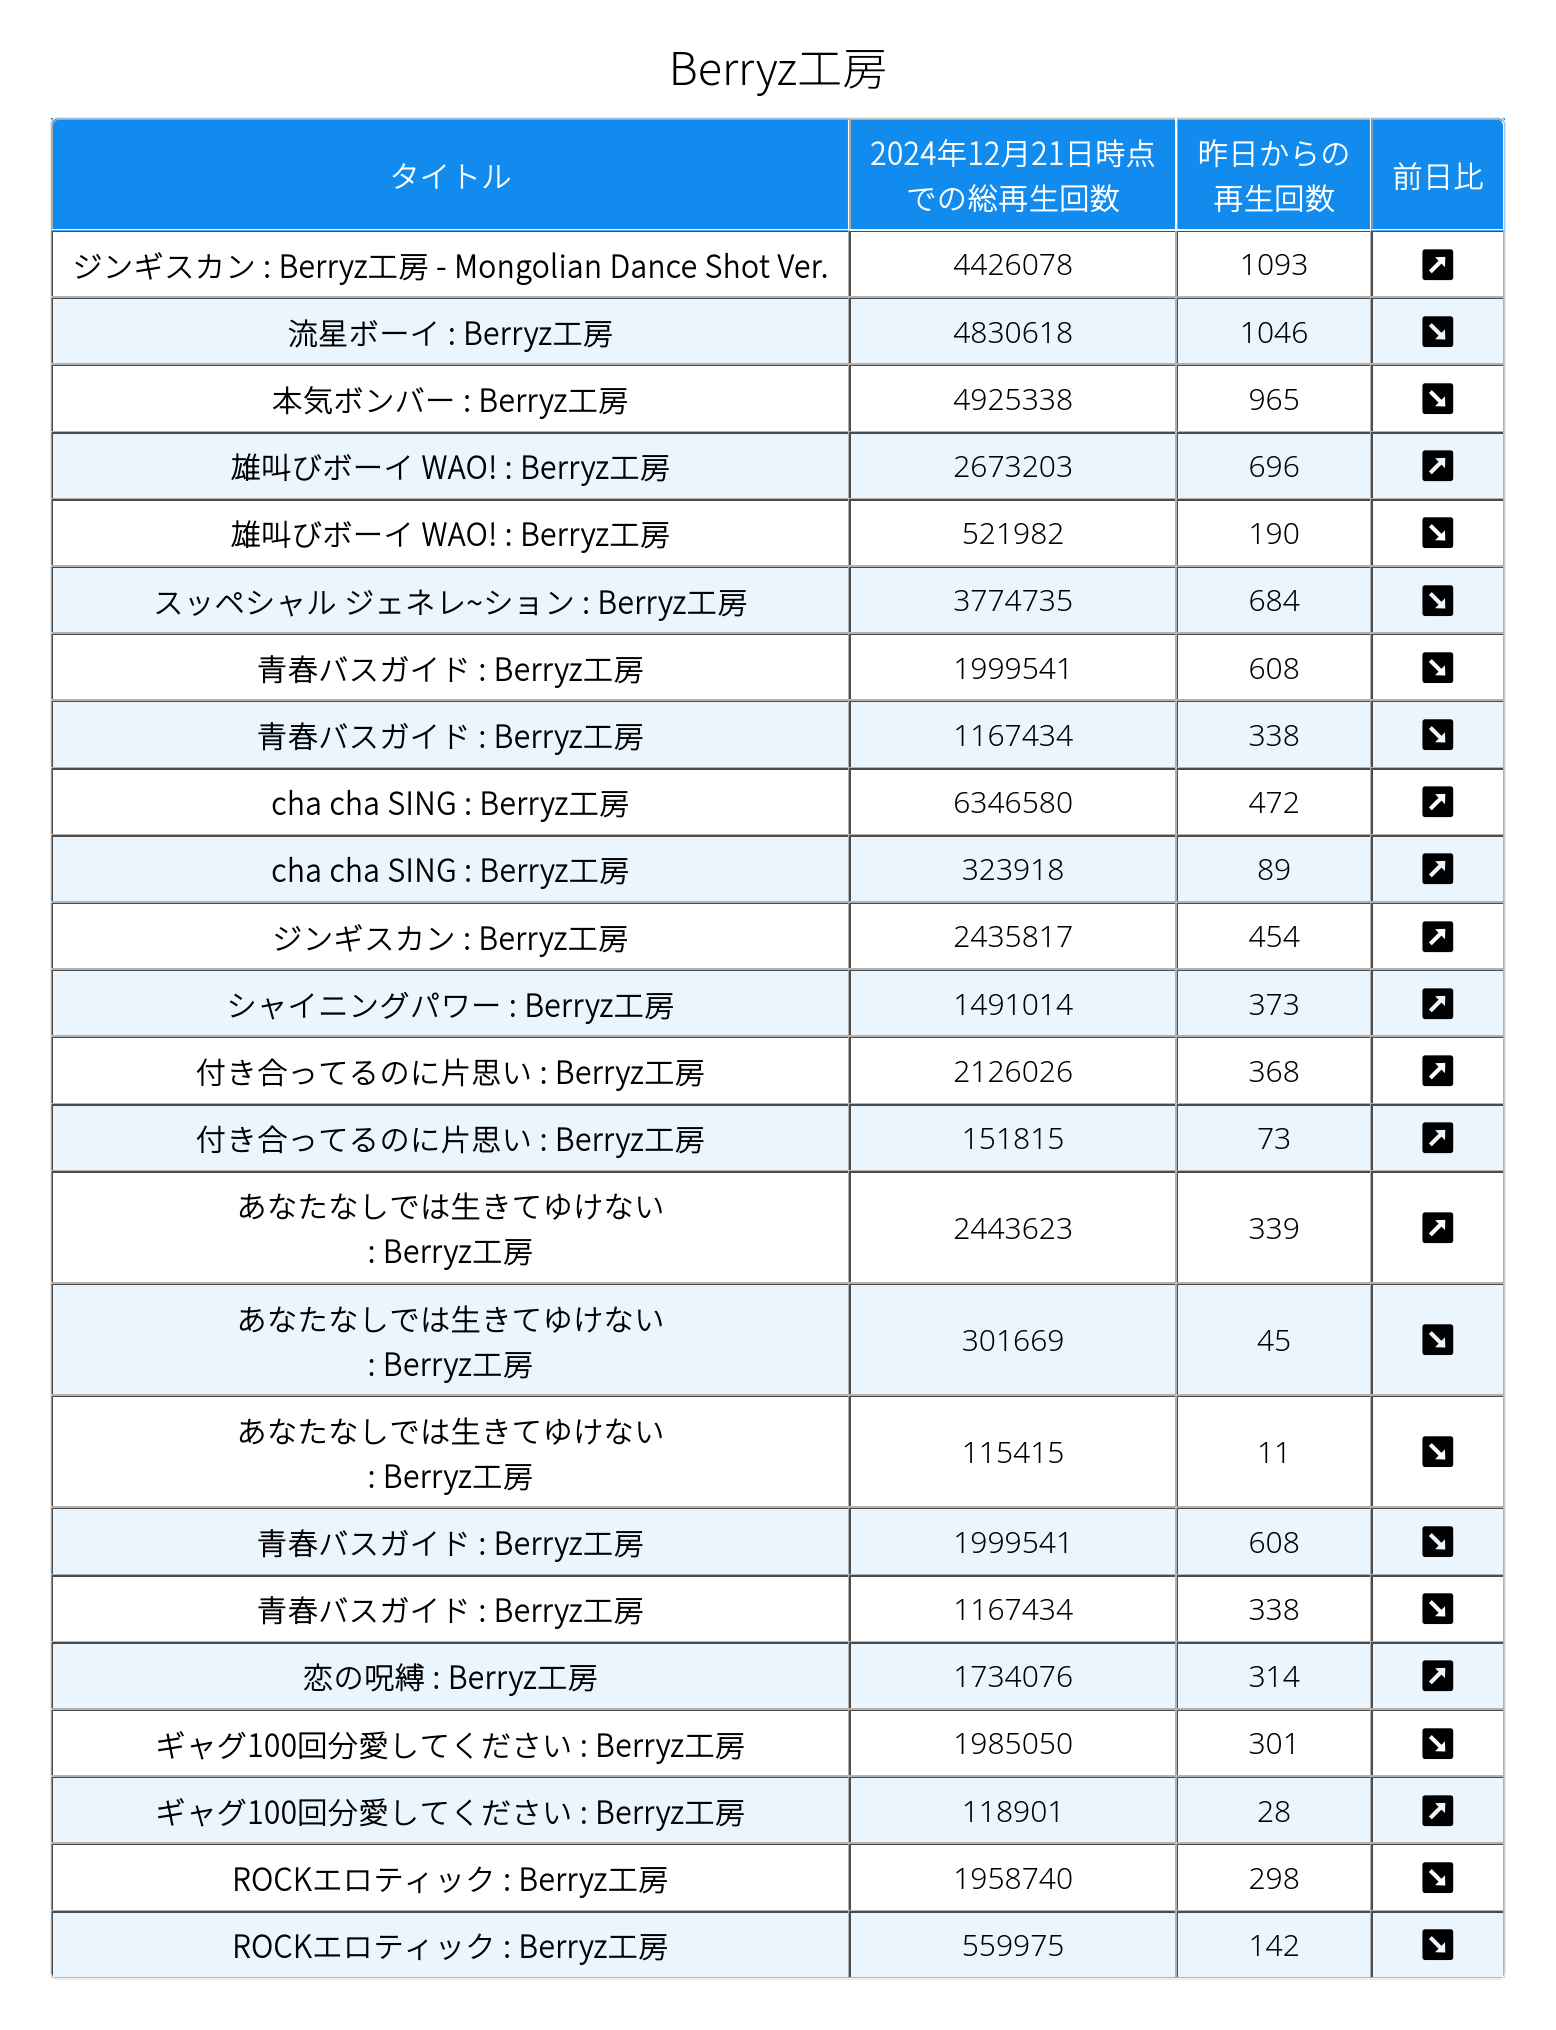 Berryz工房
タイトル
2024年12月21日時点
での総再生回数
昨日からの
再生回数
前日比
ジンギスカン : Berryz工房 - Mongolian Dance Shot Ver. 4426078 1093
流星ボーイ : Berryz工房 4830618 1046
本気ボンバー : Berryz工房 4925338 965
雄叫びボーイ WAO! : Berryz工房 2673203 696
雄叫びボーイ WAO! : Berryz工房 521982 190
スッペシャル ジェネレ~ション : Berryz工房 3774735 684
青春バスガイド : Berryz工房 1999541 608
青春バスガイド : Berryz工房 1167434 338
cha cha SING : Berryz工房 6346580 472
cha cha SING : Berryz工房 323918 89
ジンギスカン : Berryz工房 2435817 454
シャイニングパワー : Berryz工房 1491014 373
付き合ってるのに片思い : Berryz工房 2126026 368
付き合ってるのに片思い : Berryz工房 151815 73
あなたなしでは生きてゆけない
: Berryz工房 2443623 339
あなたなしでは生きてゆけない
: Berryz工房 301669 45
あなたなしでは生きてゆけない
: Berryz工房 115415 11
青春バスガイド : Berryz工房 1999541 608
青春バスガイド : Berryz工房 1167434 338
恋の呪縛 : Berryz工房 1734076 314
ギャグ100回分愛してください : Berryz工房 1985050 301
ギャグ100回分愛してください : Berryz工房 118901 28
ROCKエロティック : Berryz工房 1958740 298
ROCKエロティック : Berryz工房 559975 142